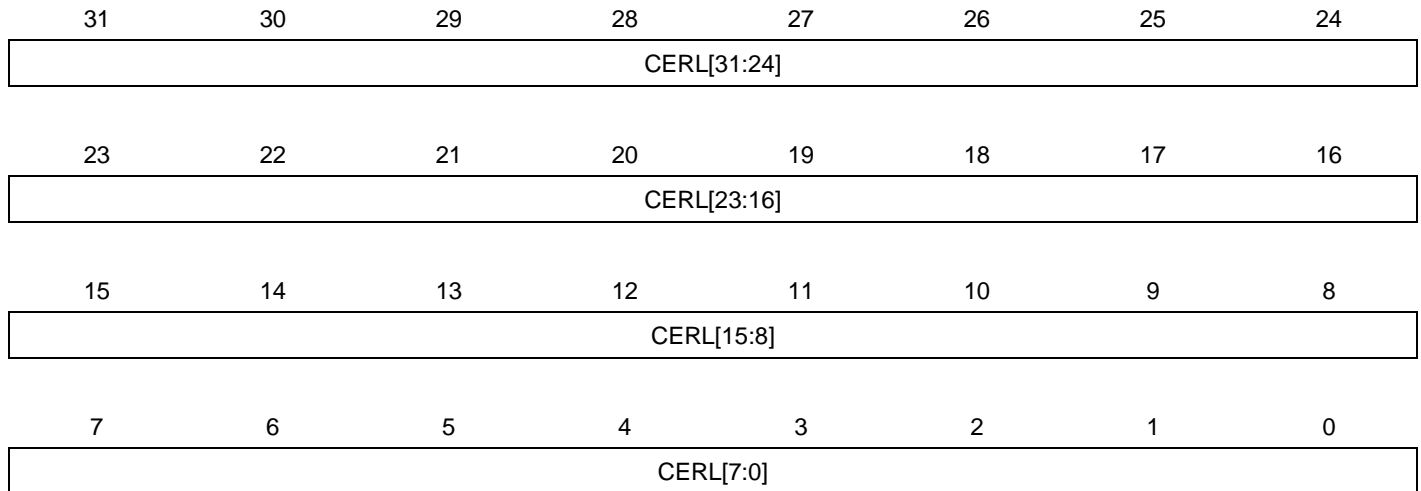 31 30 29 28 27 26 25 24
CERL[31:24]
23 22 21 20 19 18 17 16
CERL[23:16]
15 14 13 12 11 10 9 8
CERL[15:8]
7 6 5 4 3 2 1 0
CERL[7:0]